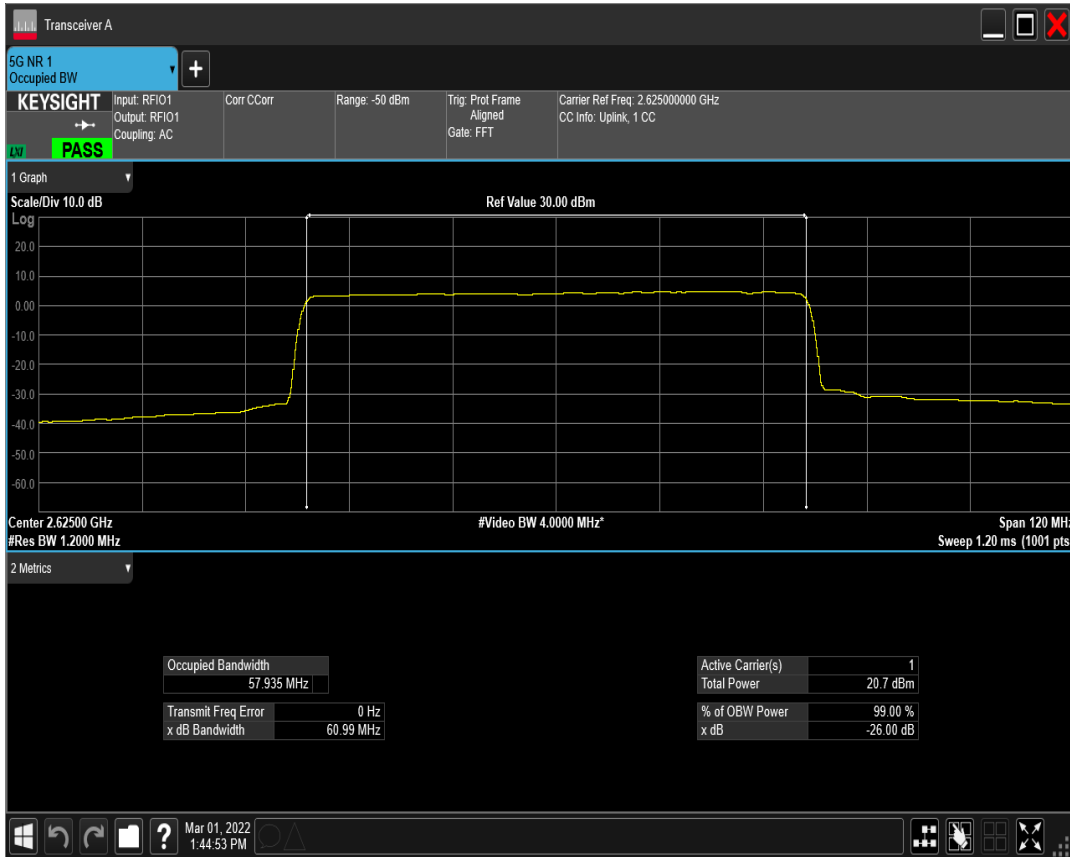 Transceiver A
5G NR 1
Occupied BW
+
KEYSIGHT
LXI
PASS
Input: RFIO1
Output: RFIO1
Coupling: AC
Corr CCorr
Range: -50 dBm
Trig: Prot Frame
Aligned
Gate: FFT
Carrier Ref Freq: 2.625000000 GHz
CC Info: Uplink, 1 CC
1 Graph
Scale/Div 10.0 dB
Ref Value 30.00 dBm
Log
20.0
10.0
0.00
-10.0
-20.0
-30.0
-40.0
-50.0
-60.0
Center 2.62500 GHz
#Video BW 4.0000 MHz*
Span 120 MHz
#Res BW 1.2000 MHz
Sweep 1.20 ms (1001 pts
2 Metrics
Occupied Bandwidth
57.935 MHz
Transmit Freq Error 0 Hz
x dB Bandwidth 60.99 MHz
Active Carrier(s) 1
Total Power 20.7 dBm
% of OBW Power 99.00 %
x dB -26.00 dB
?
Mar 01, 2022
1:44:53 PM